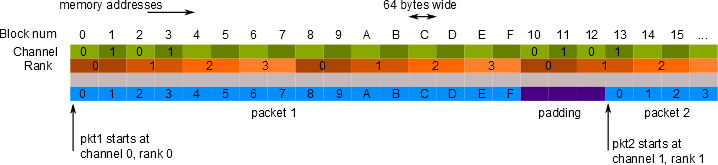 memory addresses
64 bytes wide
Block num 0 1 2 3 4 5 6 7 8 9 A B C D E F 10 11 12 13 14 15 ...
Channel 0 1 0 1 0 1 0 1
Rank 0 1 2 3 0 1 2 3 0 1 2
0 1 2 3 4 5 6 7 8 9 A B C D E F 0 1 2 3
packet 1 padding packet 2
pkt1 starts at
channel 0, rank 0
pkt2 starts at
channel 1, rank 1